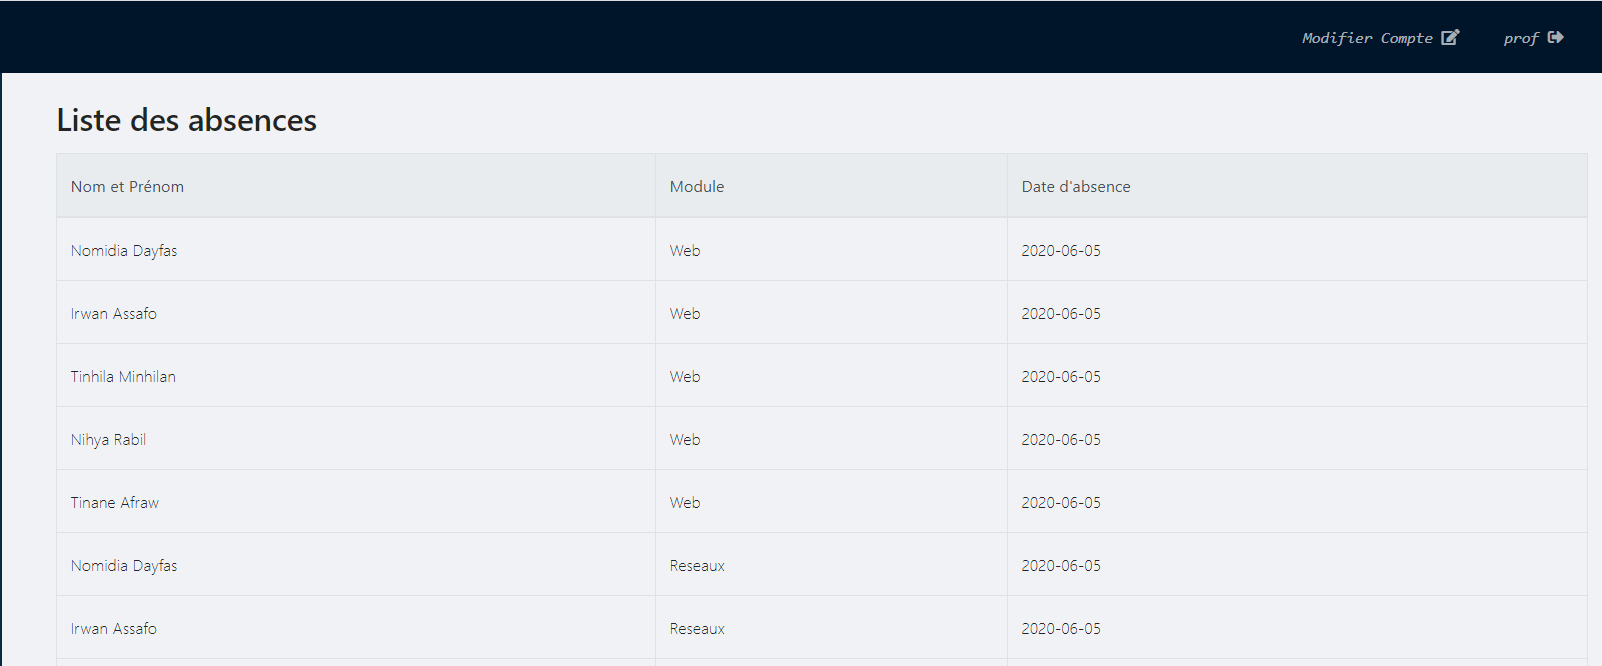 Modifier Compte prof
Liste des absences
Nom et Prénom Module Date d'absence
Nomidia Dayfas Web 2020-06-05
Irwan Assafo Web 2020-06-05
Tinhila Minhilan Web 2020-06-05
Nihya Rabil Web 2020-06-05
Tinane Afraw Web 2020-06-05
Nomidia Dayfas Reseaux 2020-06-05
Irwan Assafo Reseaux 2020-06-05